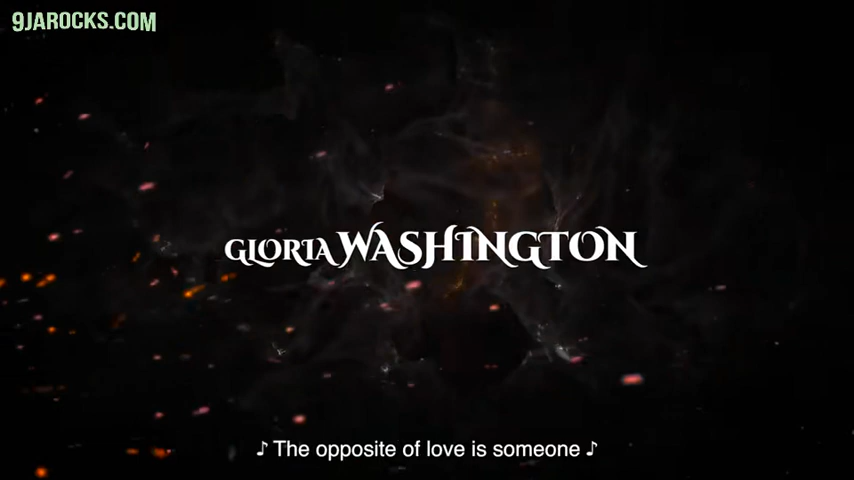 9JAROCKS.COM
GLORIA WASHINGTON
♪ The opposite of love is someone ♪